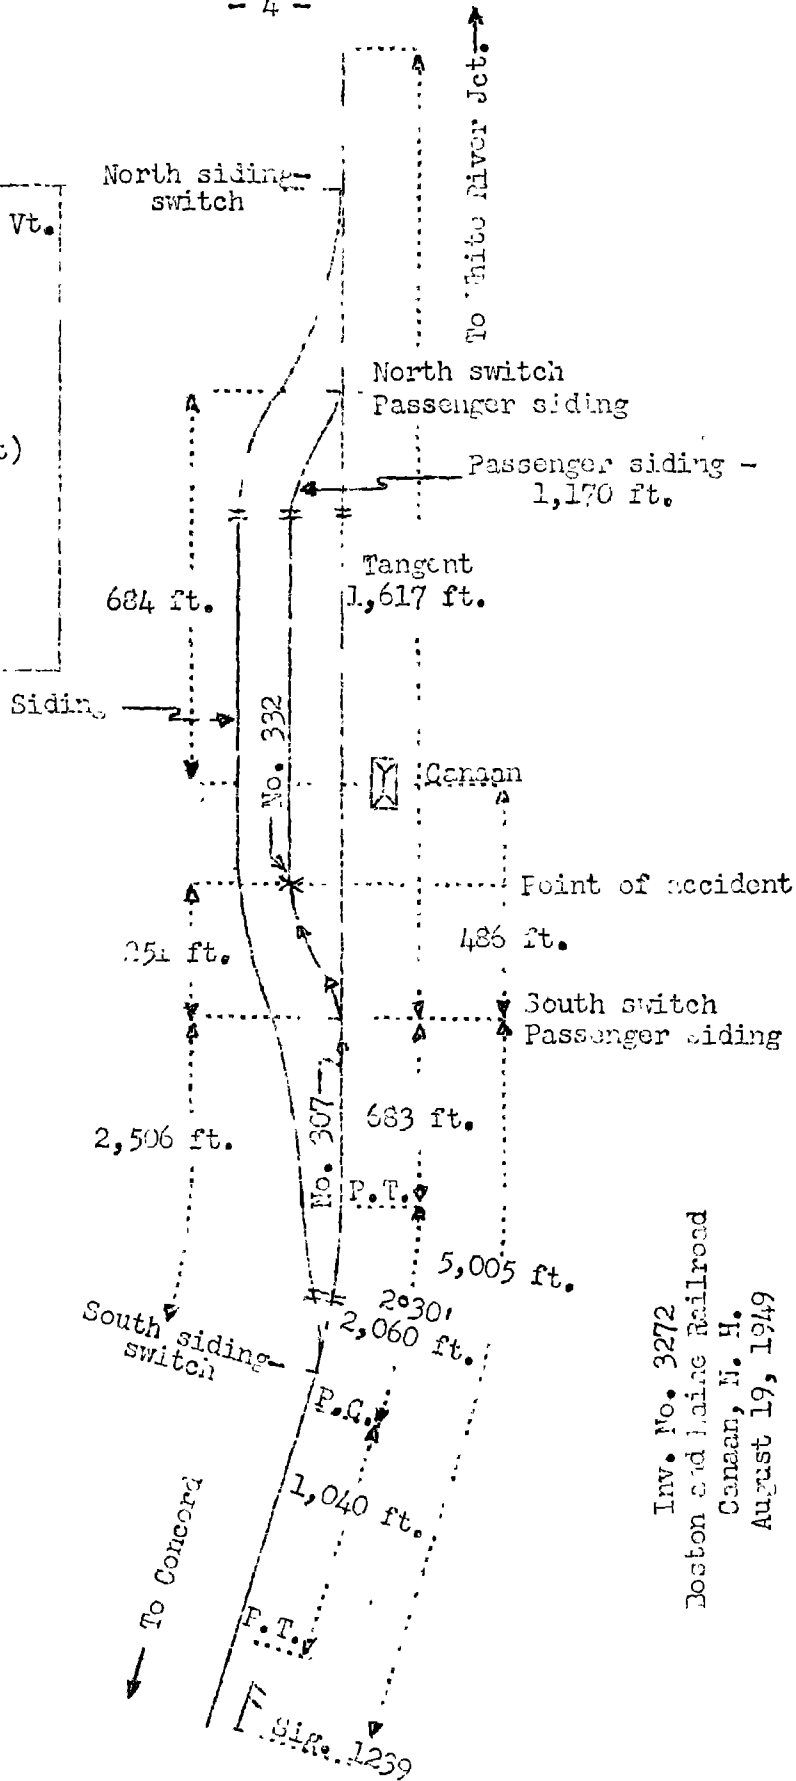 - 4 -
To White River Jct.
North siding-
switch
Vt.
North switch
Passenger siding
t)
Passenger siding -
1,170 ft.
Tangent
1,617 ft.
684 ft.
Siding
No. 332
Canaan
Point of accident
486 ft.
251 ft.
South switch
Passenger siding
No. 307
683 ft.
2,506 ft.
P.T.
5,005 ft.
2°30'
2,060 ft.
South siding-
switch
P.C.
1,040 ft.
To Concord
P.T.
Sig. 1239
Inv. No. 3272
Boston and Maine Railroad
Canaan, N. H.
August 19, 1949